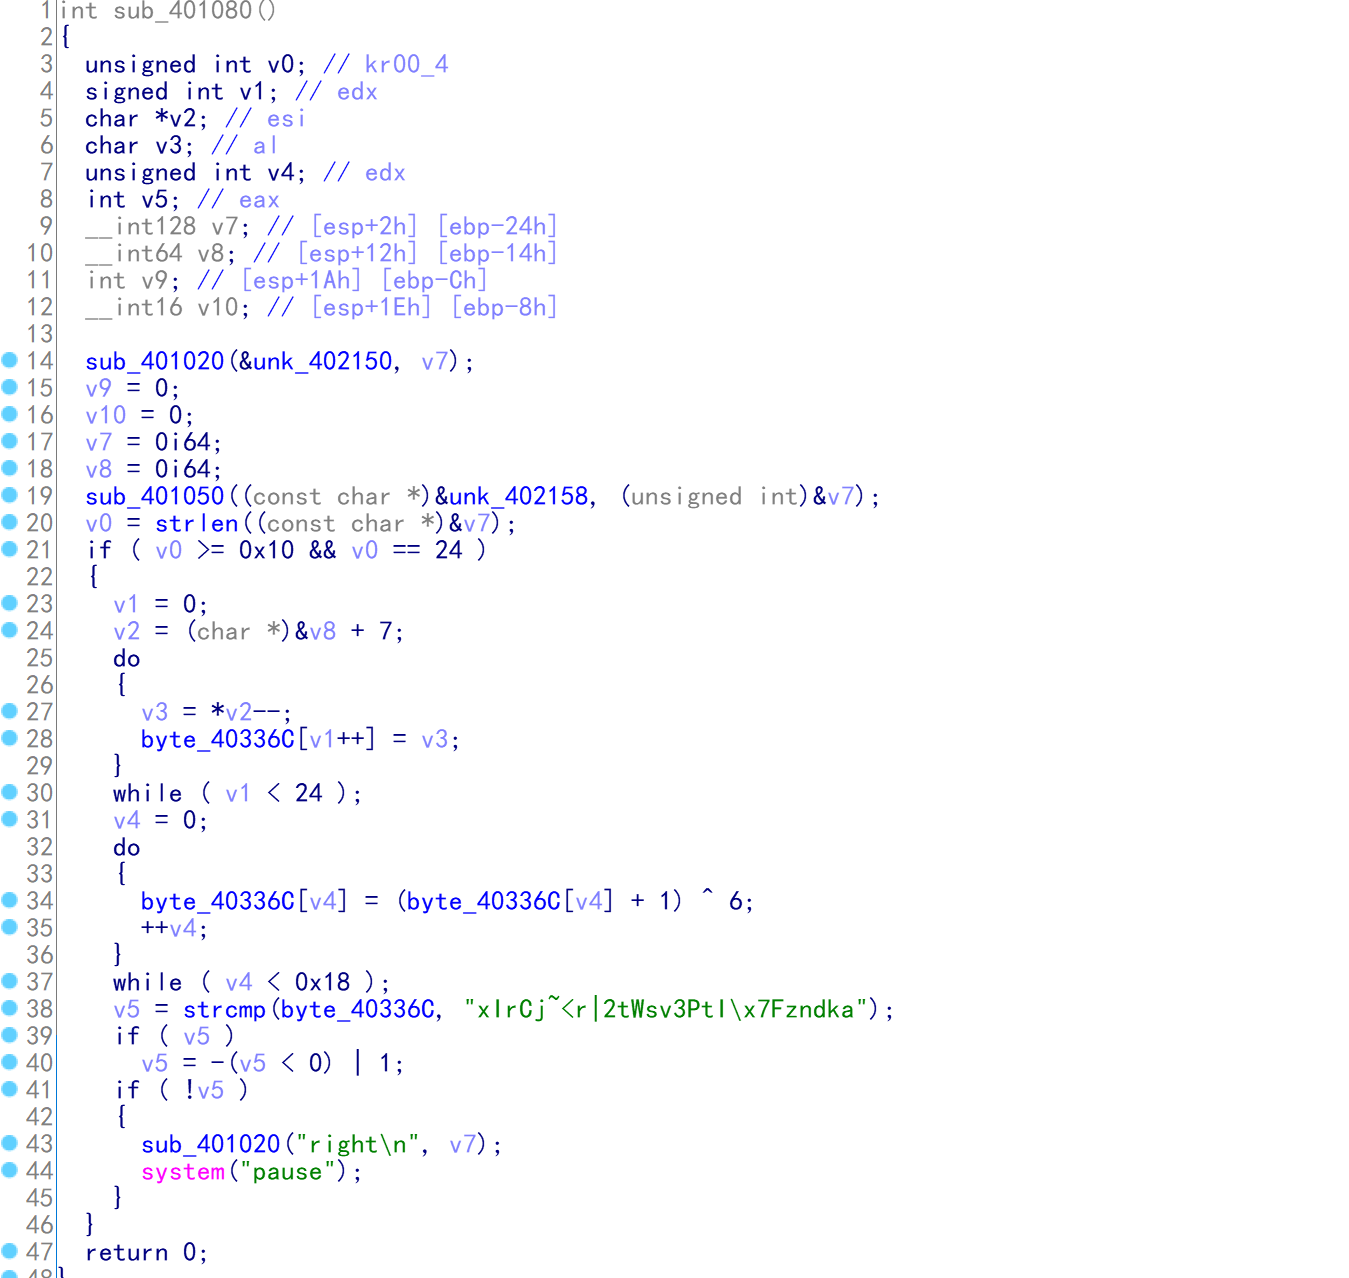 1 int sub_401080()
2 {
3 unsigned int v0; // kr00_4
4 signed int v1; // edx
5 char *v2; // esi
6 char v3; // al
7 unsigned int v4; // edx
8 int v5; // eax
9 __int128 v7; // [esp+2h] [ebp-24h]
10 __int64 v8; // [esp+12h] [ebp-14h]
11 int v9; // [esp+1Ah] [ebp-Ch]
12 __int16 v10; // [esp+1Eh] [ebp-8h]
13
14 sub_401020(&unk_402150, v7);
15 v9 = 0;
16 v10 = 0;
17 v7 = 0i64;
18 v8 = 0i64;
19 sub_401050((const char *)&unk_402158, (unsigned int)&v7);
20 v0 = strlen((const char *)&v7);
21 if ( v0 >= 0x10 && v0 == 24 )
22 {
23 v1 = 0;
24 v2 = (char *)&v8 + 7;
25 do
26 {
27 v3 = *v2--;
28 byte_40336C[v1++] = v3;
29 }
30 while ( v1 < 24 );
31 v4 = 0;
32 do
33 {
34 byte_40336C[v4] = (byte_40336C[v4] + 1) ^ 6;
35 ++v4;
36 }
37 while ( v4 < 0x18 );
38 v5 = strcmp(byte_40336C, "xIrCj~<r|2tWsv3PtI\x7Fzndka");
39 if ( v5 )
40 v5 = -(v5 < 0) | 1;
41 if ( !v5 )
42 {
43 sub_401020("right\n", v7);
44 system("pause");
45 }
46 }
47 return 0;
48 }